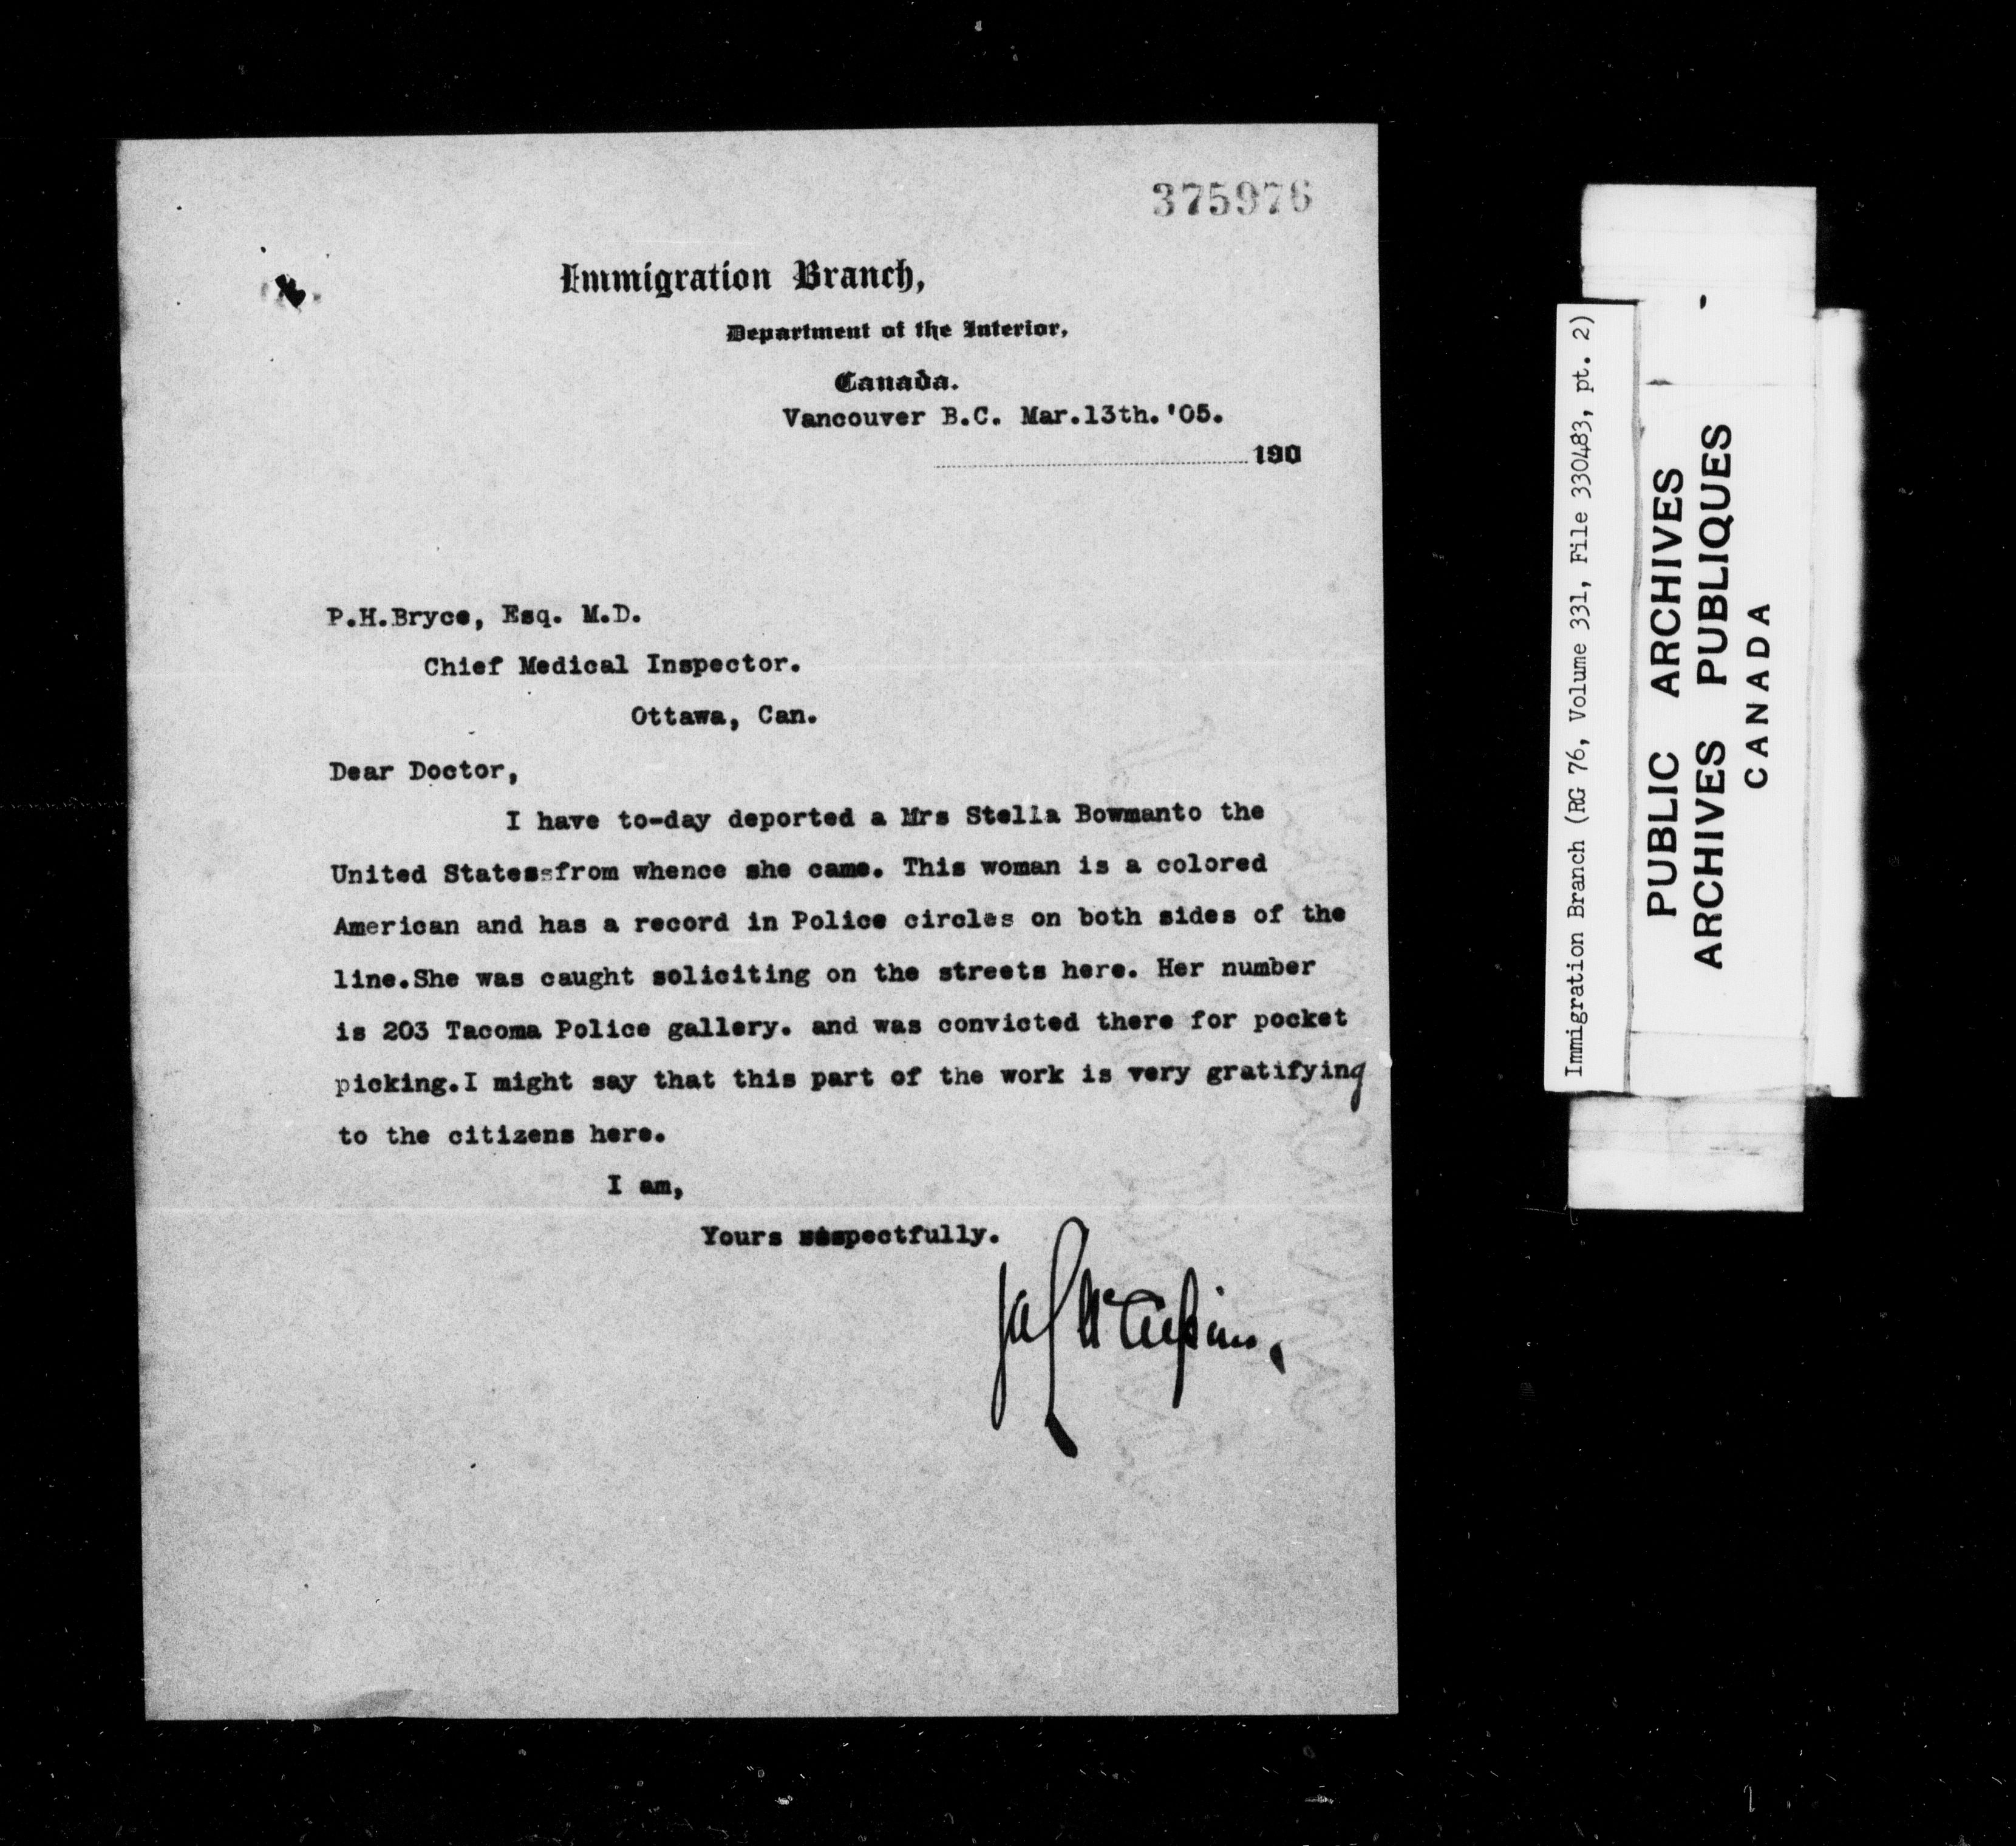 375976
Immigration Branch,
Department of the Interior,
Canada.
Vancouver B.C. Mar.13th.'05.
190
P.H.Bryce, Esq. M.D.
Chief Medical Inspector.
Ottawa, Can.
Dear Doctor,
I have to-day deported a Mrs Stella Bowmanto the
United Statessfrom whence she came. This woman is a colored
American and has a record in Police circles on both sides of the
line.She was caught soliciting on the streets here. Her number
is 203 Tacoma Police gallery. and was convicted there for pocket
picking.I might say that this part of the work is very gratifying
to the citizens here.
I am,
Yours respectfully.
Immigration Branch (RG 76, Volume 331, File 330483, pt. 2)
PUBLIC ARCHIVES
ARCHIVES PUBLIQUES
CANADA